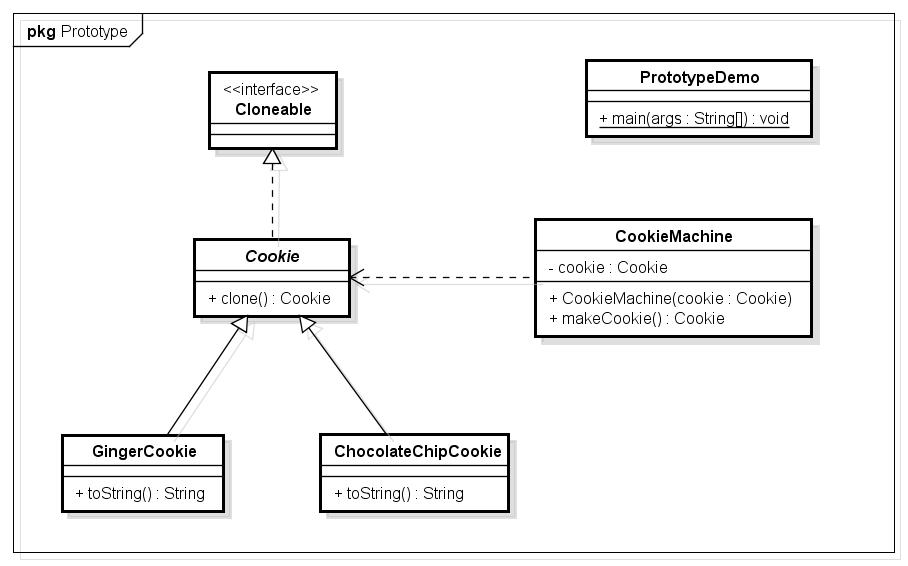 pkg Prototype
<<interface>>
Cloneable
PrototypeDemo
+ main(args : String[]) : void
Cookie
+ clone() : Cookie
CookieMachine
- cookie : Cookie
+ CookieMachine(cookie : Cookie)
+ makeCookie() : Cookie
GingerCookie
+ toString() : String
ChocolateChipCookie
+ toString() : String